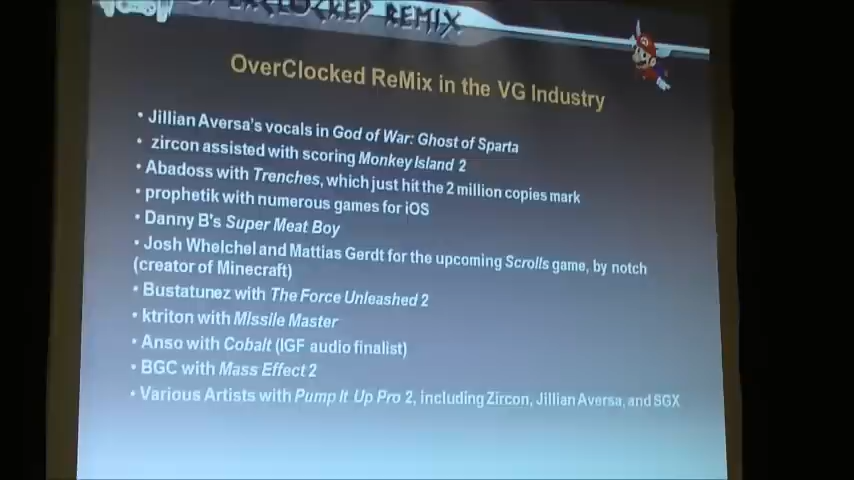 OVERCLOCKED REMIX
OverClocked ReMix in the VG Industry
• Jillian Aversa's vocals in God of War: Ghost of Sparta
• zircon assisted with scoring Monkey Island 2
• Abadoss with Trenches, which just hit the 2 million copies mark
• prophetik with numerous games for iOS
• Danny B's Super Meat Boy
• Josh Whelchel and Mattias Gerdt for the upcoming Scrolls game, by notch
(creator of Minecraft)
• Bustatunez with The Force Unleashed 2
• ktriton with Missile Master
• Anso with Cobalt (IGF audio finalist)
• BGC with Mass Effect 2
• Various Artists with Pump It Up Pro 2, including Zircon, Jillian Aversa, and SGX